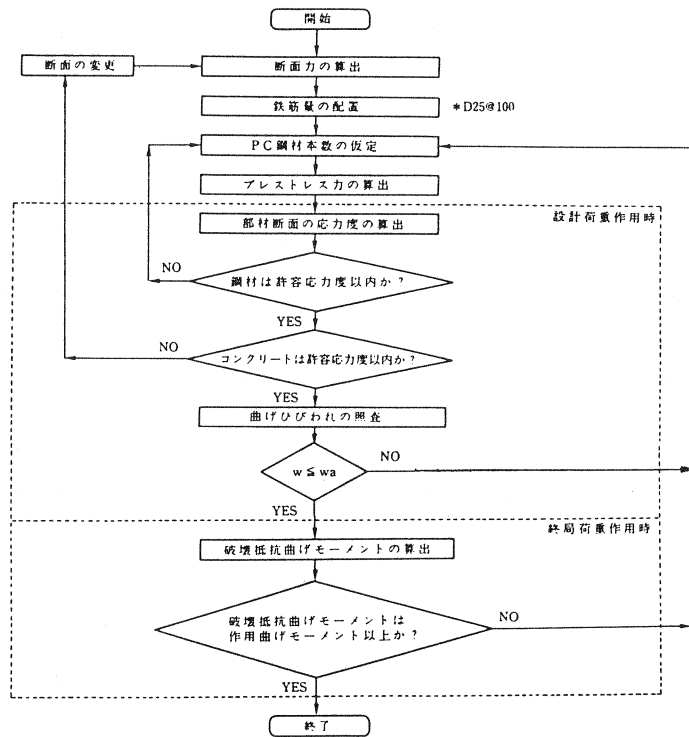 開始
断面の変更
断面力の算出
鉄筋量の配置
＊D25@100
PC鋼材本数の仮定
プレストレス力の算出
設計荷重作用時
部材断面の応力度の算出
NO
鋼材は許容応力度以内か？
YES
NO
コンクリートは許容応力度以内か？
YES
曲げひびわれの照査
NO
w≦wa
YES
終局荷重作用時
破壊抵抗曲げモーメントの算出
破壊抵抗曲げモーメントは
作用曲げモーメント以上か？
NO
YES
終了